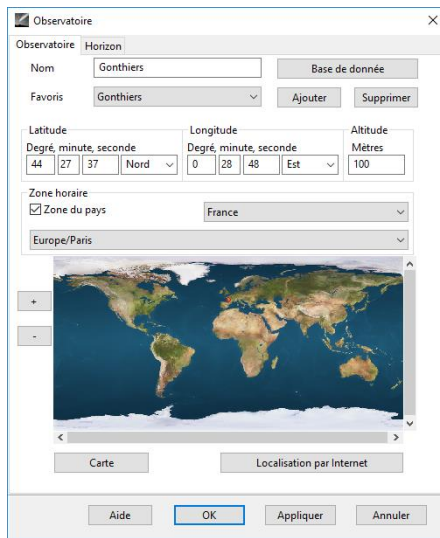 Observatoire
Observatoire Horizon
Nom Gonthiers Base de donnée
Favoris Gonthiers Ajouter Supprimer
Latitude Longitude Altitude
Degré, minute, seconde Degré, minute, seconde Mètres
44 27 37 Nord 0 28 48 Est 100
Zone horaire
Zone du pays France
Europe/Paris
+
-
Carte Localisation par Internet
Aide OK Appliquer Annuler